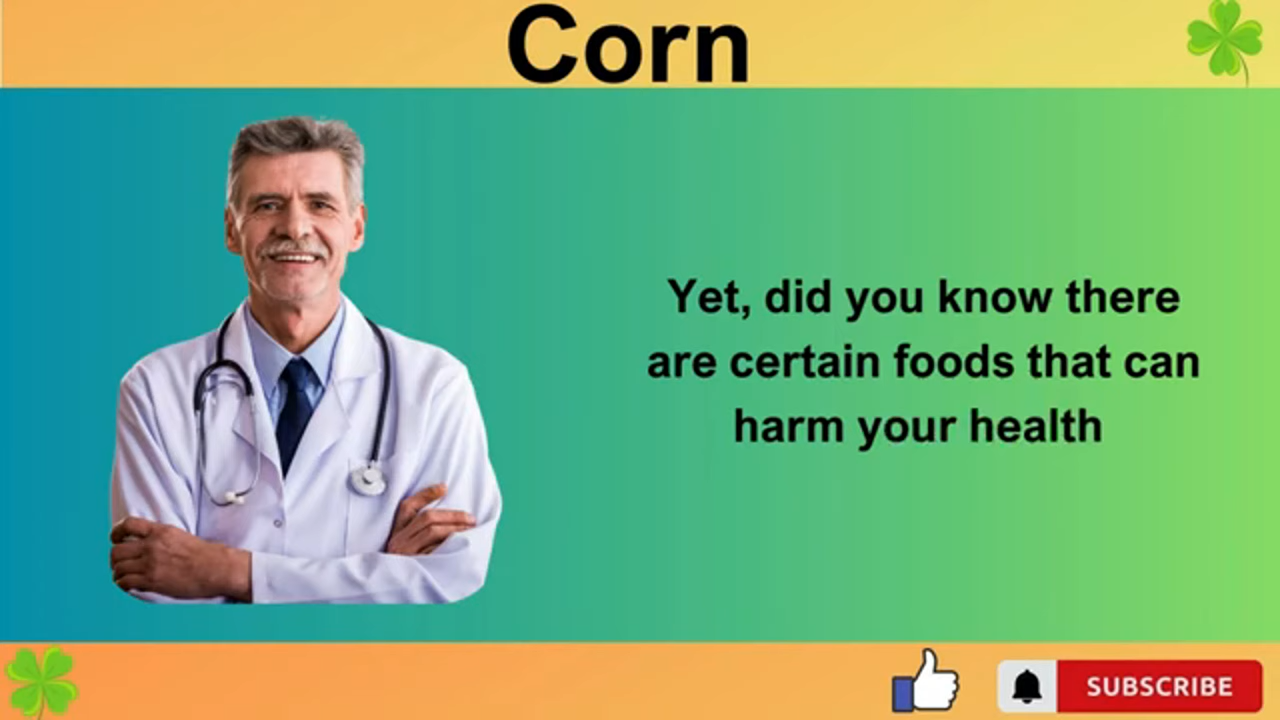 Corn
Yet, did you know there
are certain foods that can
harm your health
SUBSCRIBE